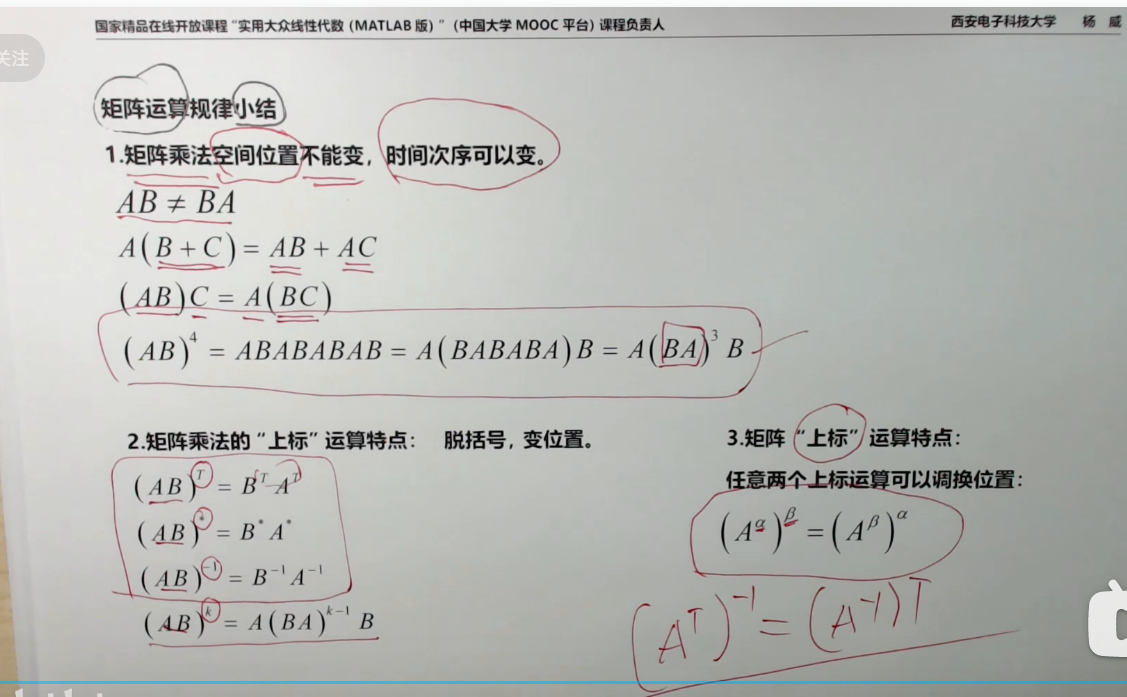 国家精品在线开放课程“实用大众线性代数（MATLAB 版）”（中国大学 MOOC 平台）课程负责人 西安电子科技大学 杨 威
关注
矩阵运算规律小结
1.矩阵乘法空间位置不能变，时间次序可以变。
AB ≠ BA
A(B + C) = AB + AC
(AB)C = A(BC)
(AB)⁴ = ABABABAB = A(BABABA)B = A(BA)³ B
2.矩阵乘法的“上标”运算特点： 脱括号，变位置。
(AB)ᵀ = Bᵀ Aᵀ
(AB)* = B* A*
(AB)⁻¹ = B⁻¹ A⁻¹
(AB)ᵏ = A(BA)ᵏ⁻¹ B
3.矩阵“上标”运算特点：
任意两个上标运算可以调换位置：
(A^α)^β = (A^β)^α
(Aᵀ)⁻¹ = (A⁻¹)ᵀ